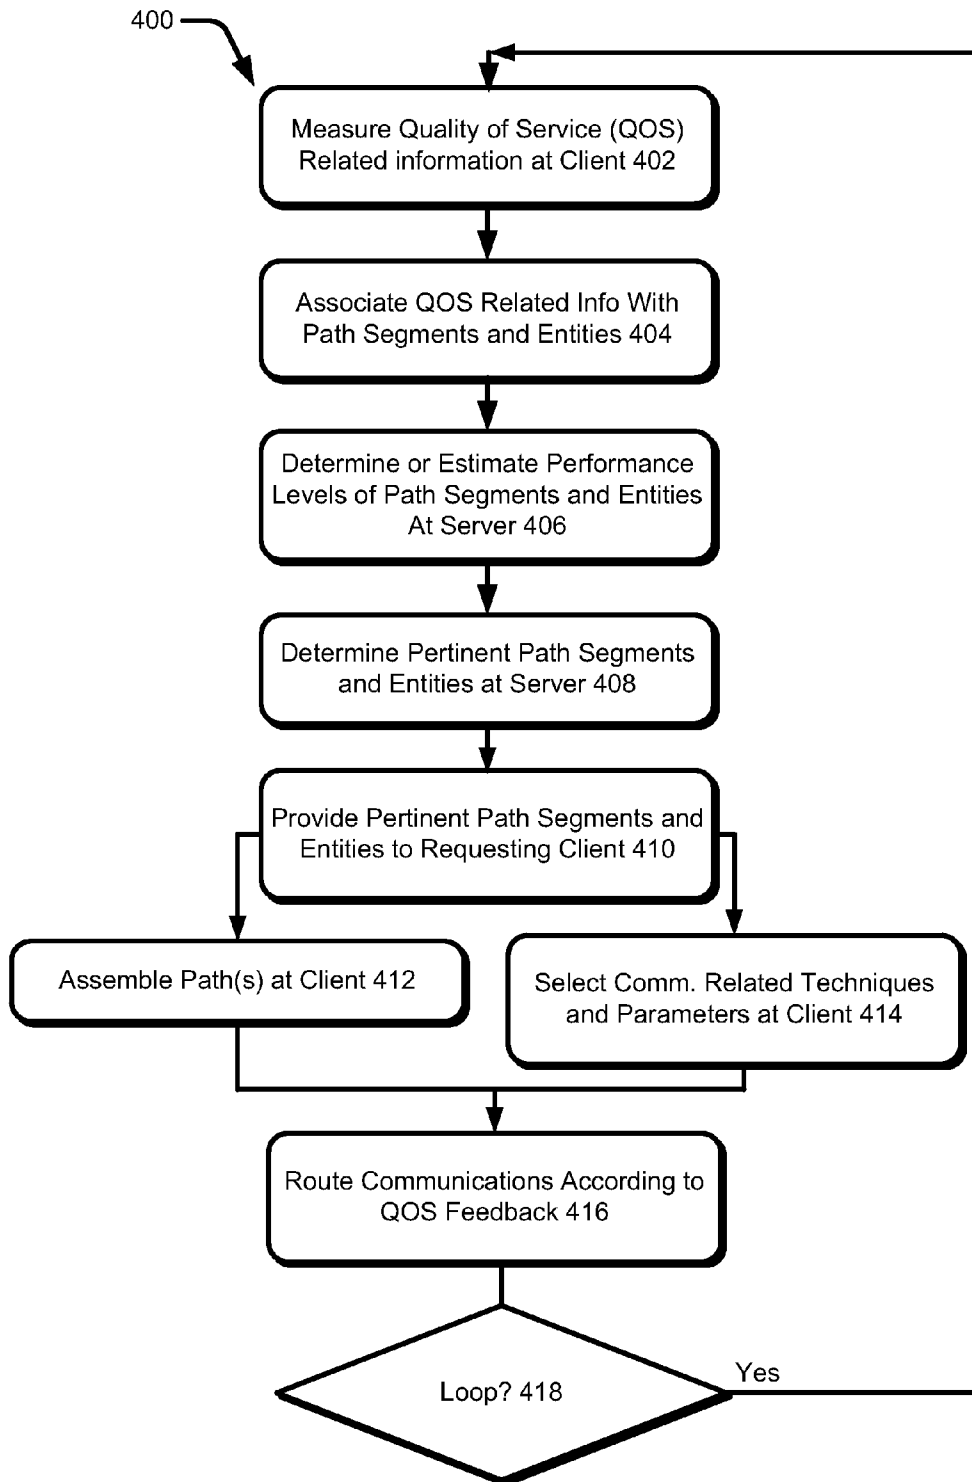 400
Measure Quality of Service (QOS)
Related information at Client 402
Associate QOS Related Info With
Path Segments and Entities 404
Determine or Estimate Performance
Levels of Path Segments and Entities
At Server 406
Determine Pertinent Path Segments
and Entities at Server 408
Provide Pertinent Path Segments and
Entities to Requesting Client 410
Assemble Path(s) at Client 412
Select Comm. Related Techniques
and Parameters at Client 414
Route Communications According to
QOS Feedback 416
Loop? 418
Yes